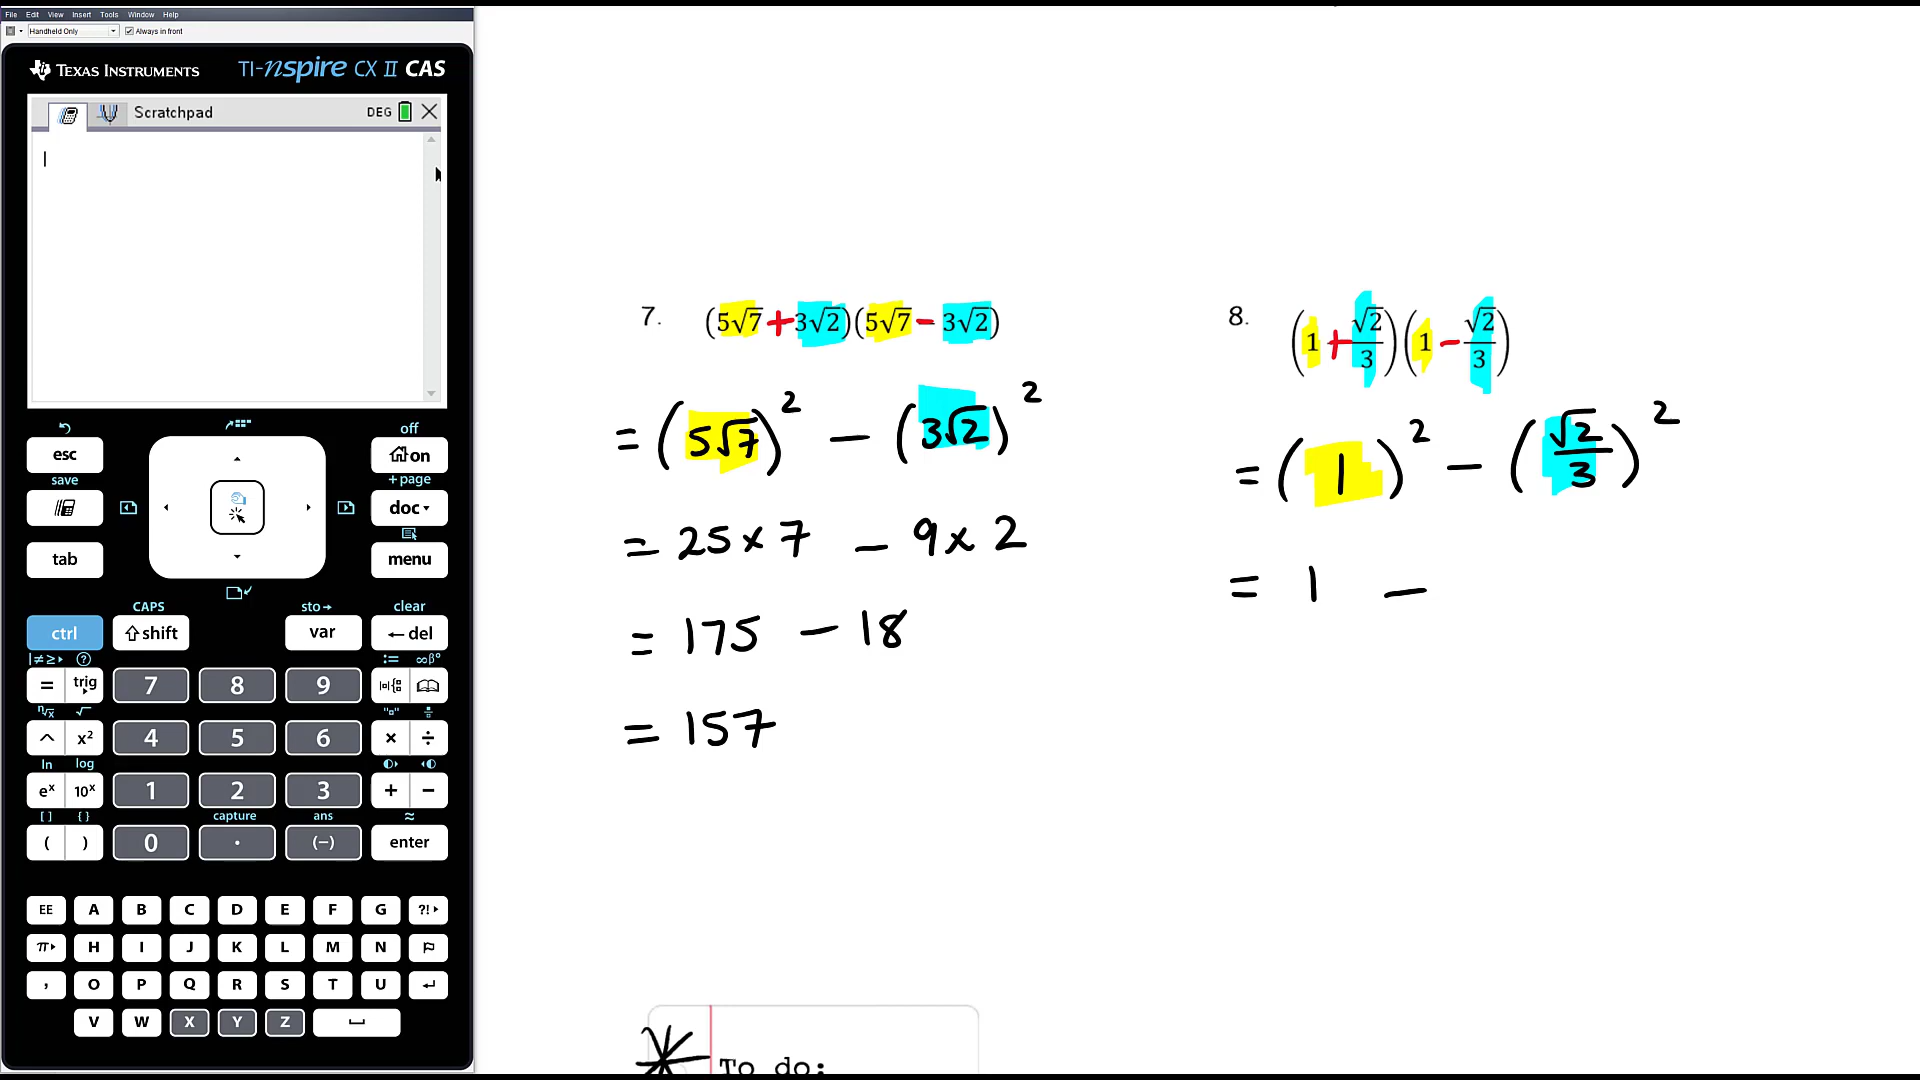 File Edit View Insert Tools Window Help
Handheld Only Always in front
TEXAS INSTRUMENTS TI-nspire CX II CAS
Scratchpad DEG
off
esc on
save + page
doc
tab menu
CAPS sto→ clear
ctrl ⇧shift var ←del
|≠≥▸ ? := ∞β°
= trig 7 8 9
ⁿ√x √
^ x² 4 5 6 × ÷
ln log
eˣ 10ˣ 1 2 3 + −
[ ] { } capture ans ≈
( ) 0 . (−) enter
EE A B C D E F G ?!▸
π▸ H I J K L M N
, O P Q R S T U ↵
V W X Y Z
7. (5√7 + 3√2)(5√7 − 3√2)
= (5√7)² − (3√2)²
= 25 × 7 − 9 × 2
= 175 − 18
= 157
8. (1 + √2/3)(1 − √2/3)
= (1)² − (√2/3)²
= 1 −
To do: